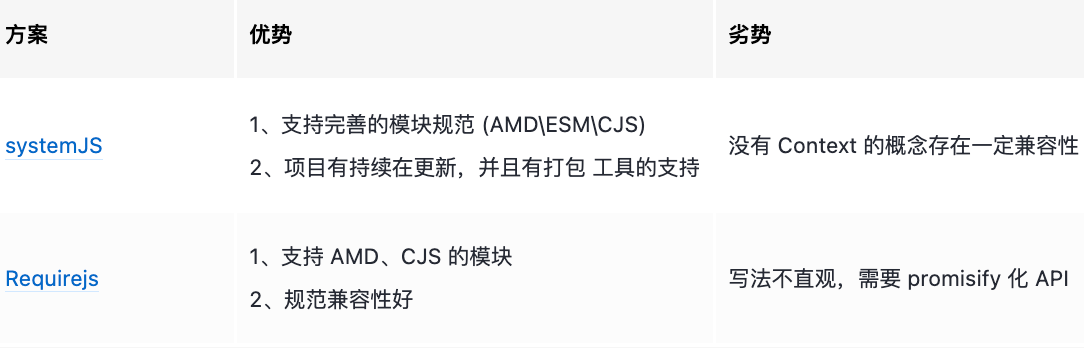 方案 优势 劣势
systemJS
1、支持完善的模块规范 (AMD\ESM\CJS)
2、项目有持续在更新，并且有打包 工具的支持
没有 Context 的概念存在一定兼容性
Requirejs
1、支持 AMD、CJS 的模块
2、规范兼容性好
写法不直观，需要 promisify 化 API